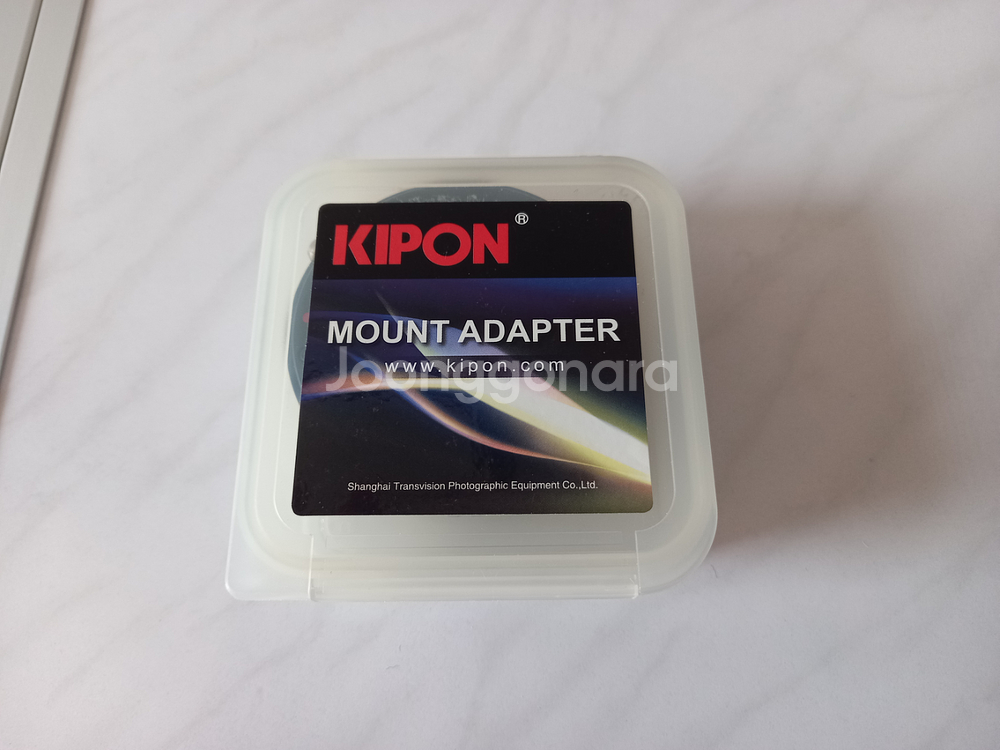 KIPON®
MOUNT ADAPTER
www.kipon.com
Joonggonara
Shanghai Transvision Photographic Equipment Co.,Ltd.